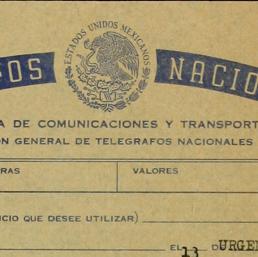 ESTADOS UNIDOS MEXICANOS
FOS NACIO
A DE COMUNICACIONES Y TRANSPORT
ON GENERAL DE TELEGRAFOS NACIONALES
RAS VALORES
ICIO QUE DESEE UTILIZAR)
EL 13 D URGEN